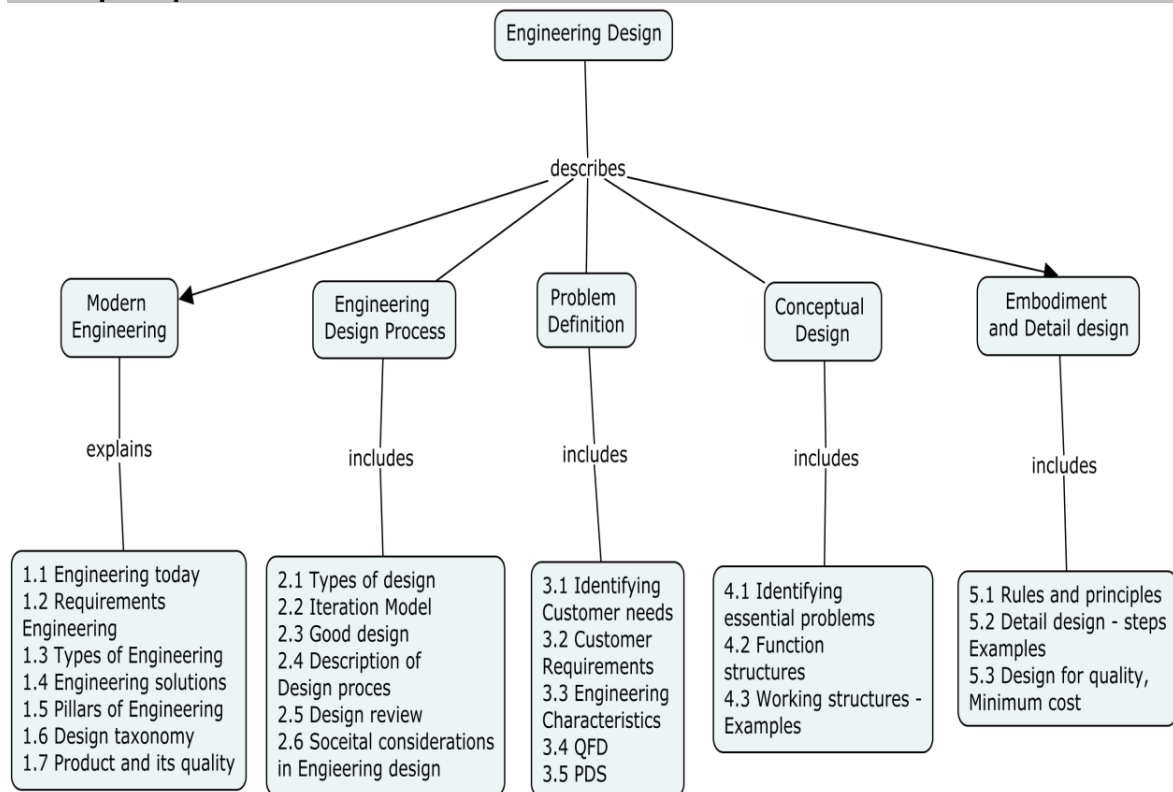 Engineering Design
describes
Modern
Engineering
Engineering
Design Process
Problem
Definition
Conceptual
Design
Embodiment
and Detail design
explains
includes
includes
includes
includes
1.1 Engineering today
1.2 Requirements
Engineering
1.3 Types of Engineering
1.4 Engineering solutions
1.5 Pillars of Engineering
1.6 Design taxonomy
1.7 Product and its quality
2.1 Types of design
2.2 Iteration Model
2.3 Good design
2.4 Description of
Design proces
2.5 Design review
2.6 Soceital considerations
in Engieering design
3.1 Identifying
Customer needs
3.2 Customer
Requirements
3.3 Engineering
Characteristics
3.4 QFD
3.5 PDS
4.1 Identifying
essential problems
4.2 Function
structures
4.3 Working structures -
Examples
5.1 Rules and principles
5.2 Detail design - steps
Examples
5.3 Design for quality,
Minimum cost